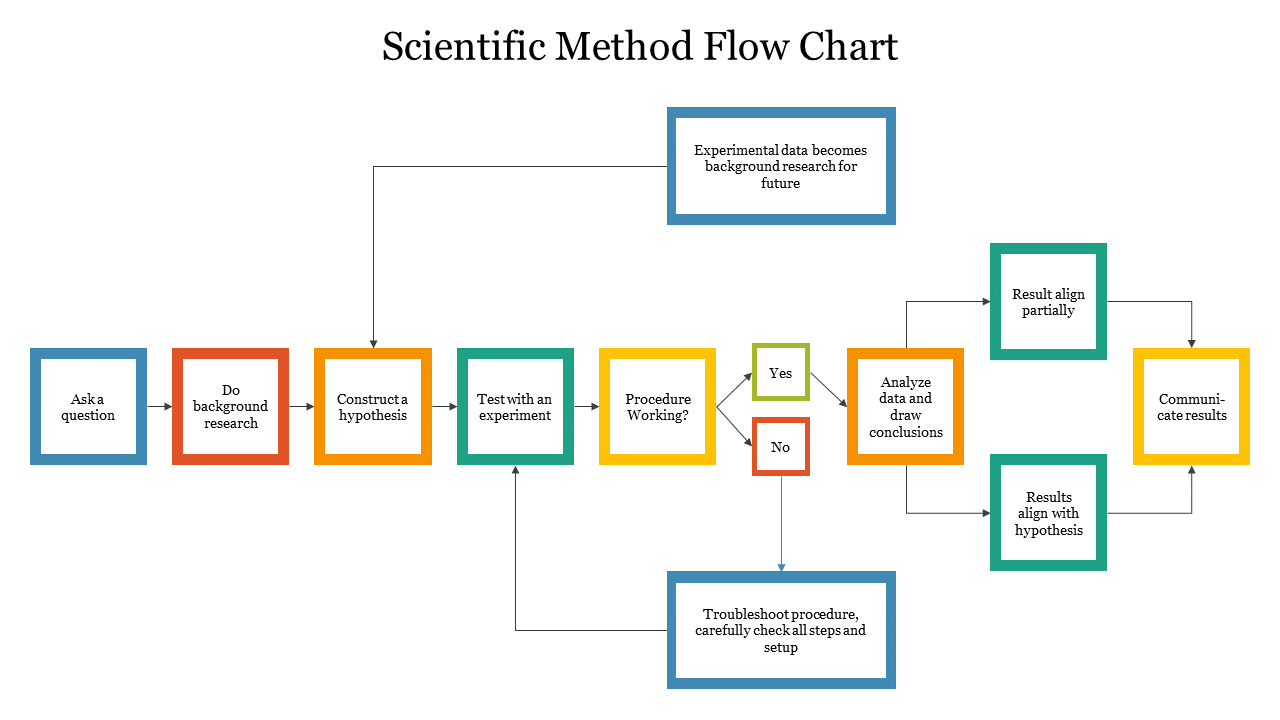 Scientific Method Flow Chart
Experimental data becomes
background research for
future
Result align
partially
Ask a
question
Do
background
research
Construct a
hypothesis
Test with an
experiment
Procedure
Working?
Yes
No
Analyze
data and
draw
conclusions
Communi-
cate results
Results
align with
hypothesis
Troubleshoot procedure,
carefully check all steps and
setup